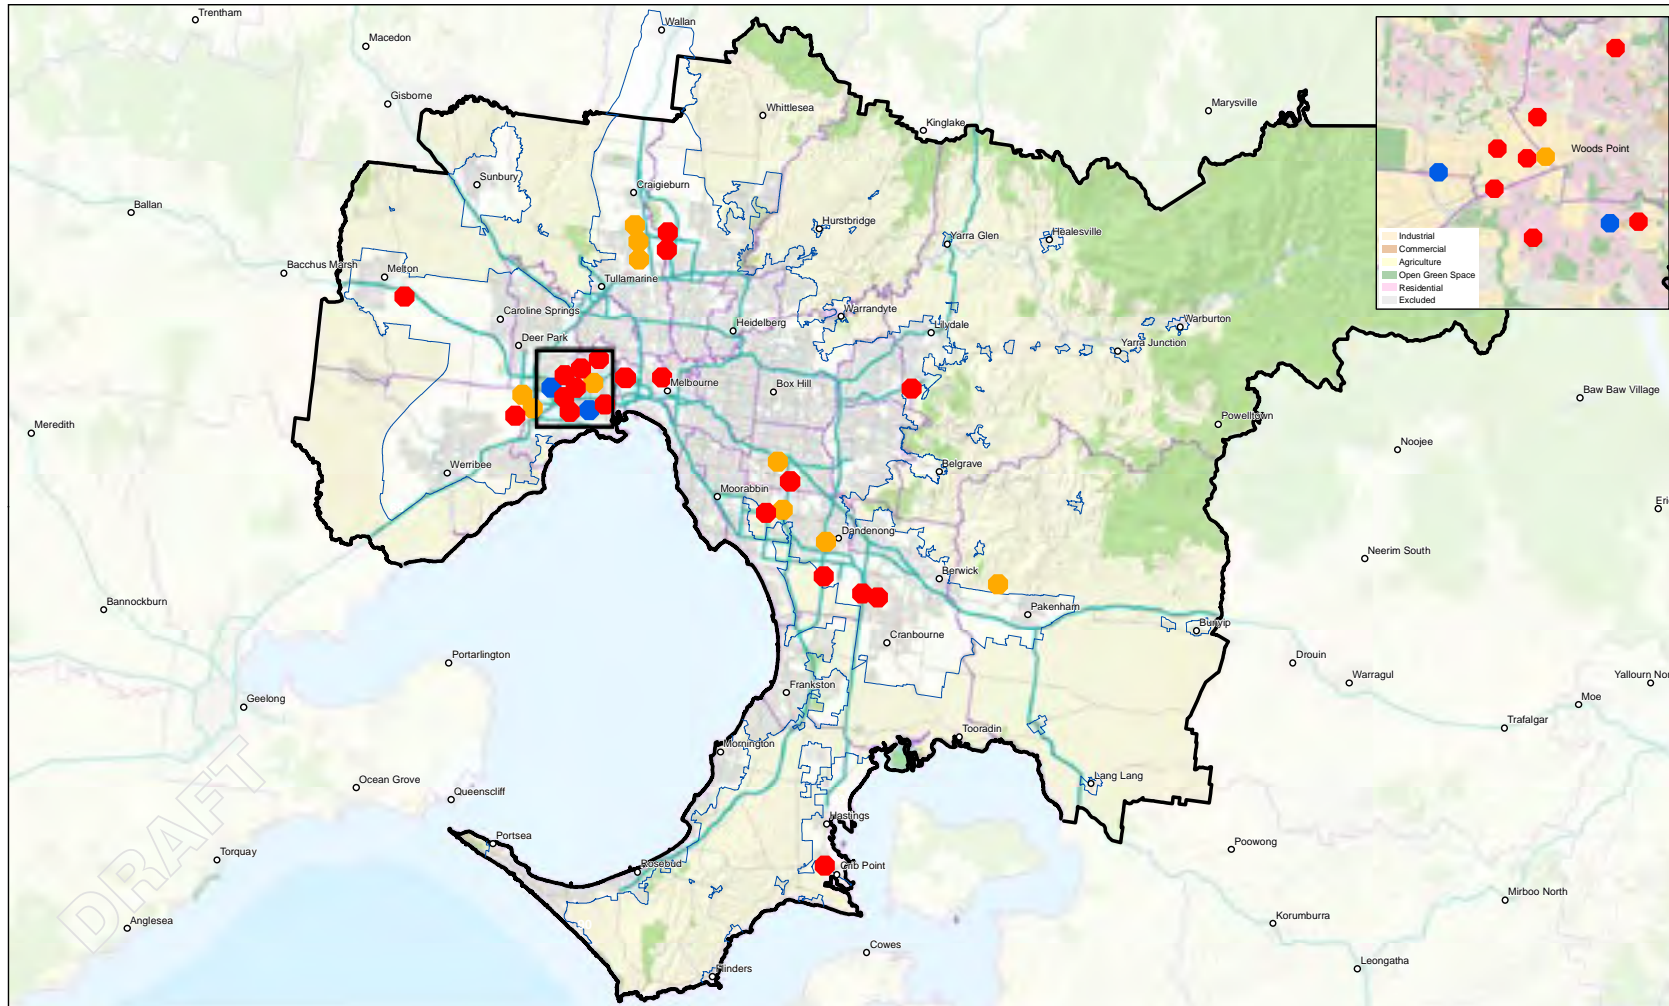 Trentham
Wallan
Macedon
Gisborne
Whittlesea
Marysville
Kinglake
Woods Point
Sunbury
Craigieburn
Ballan
Hurstbridge
Yarra Glen
Healesville
Industrial
Commercial
Agriculture
Open Green Space
Residential
Excluded
Bacchus Marsh
Melton
Tullamarine
Caroline Springs
Heidelberg
Warrandyte
Lilydale
Warburton
Deer Park
Yarra Junction
Melbourne
Box Hill
Baw Baw Village
Meredith
Powelltown
Noojee
Werribee
Belgrave
Moorabbin
Eri
Dandenong
Neerim South
Berwick
Bannockburn
Pakenham
Bunyip
Cranbourne
Portarlington
Drouin
Warragul
Yallourn Nor
Geelong
Frankston
Moe
Trafalgar
Tooradin
Mornington
DRAFT
Ocean Grove
Queenscliff
Lang Lang
Hastings
Portsea
Poowong
Torquay
Rosebud
Crib Point
Mirboo North
Anglesea
Korumburra
Cowes
Leongatha
Flinders